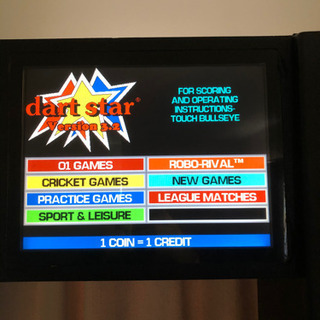 dart star®
Version 3.2
FOR SCORING
AND OPERATING
INSTRUCTIONS-
TOUCH BULLSEYE
01 GAMES
ROBO-RIVAL™
CRICKET GAMES
NEW GAMES
PRACTICE GAMES
LEAGUE MATCHES
SPORT & LEISURE
1 COIN = 1 CREDIT